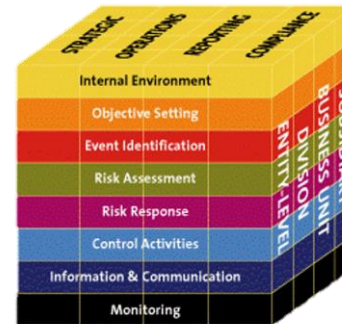 STRATEGIC
OPERATIONS
REPORTING
COMPLIANCE
Internal Environment
Objective Setting
Event Identification
Risk Assessment
Risk Response
Control Activities
Information & Communication
Monitoring
ENTITY-LEVEL
DIVISION
BUSINESS UNIT
SUBSIDIARY